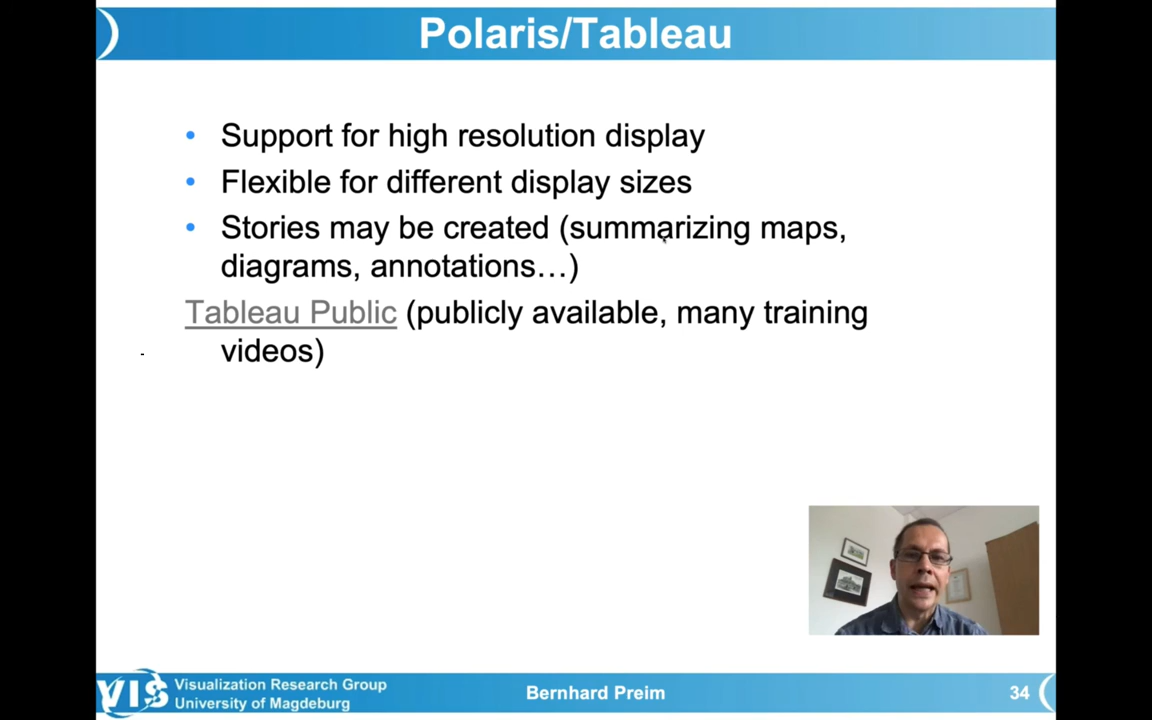 Polaris/Tableau
• Support for high resolution display
• Flexible for different display sizes
• Stories may be created (summarizing maps,
diagrams, annotations…)
Tableau Public (publicly available, many training
videos)
VIS
Visualization Research Group
University of Magdeburg
Bernhard Preim
34